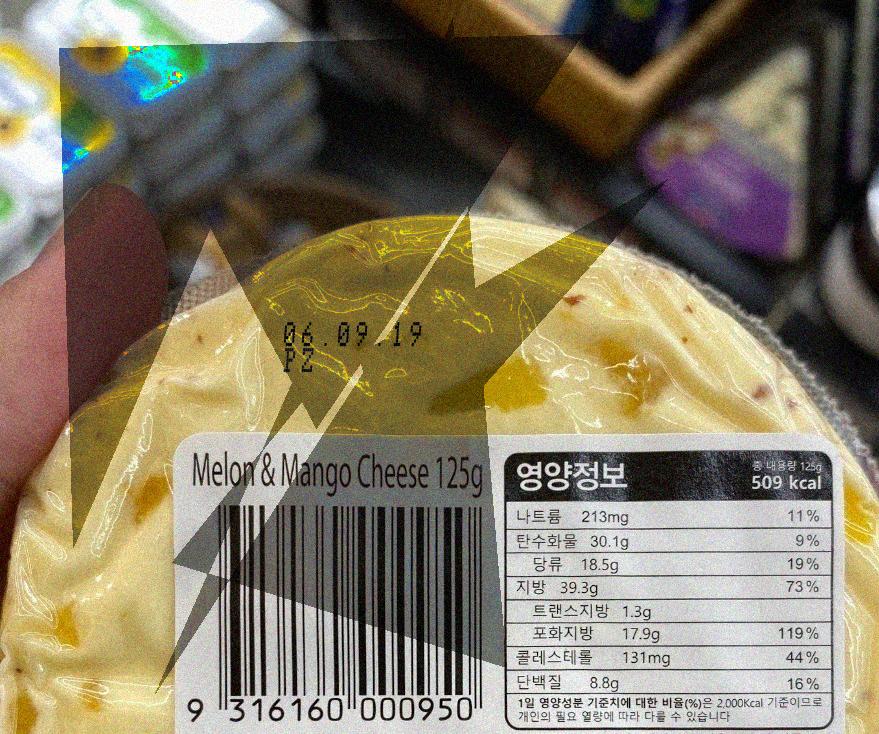 06.09.19
PZ
Melon & Mango Cheese 125g
9 316160 000950
영양정보
총 내용량 125g
509 kcal
나트륨 213mg 11%
탄수화물 30.1g 9%
당류 18.5g 19%
지방 39.3g 73%
트랜스지방 1.3g
포화지방 17.9g 119%
콜레스테롤 131mg 44%
단백질 8.8g 16%
1일 영양성분 기준치에 대한 비율(%)은 2,000Kcal 기준이므로
개인의 필요 열량에 따라 다를 수 있습니다